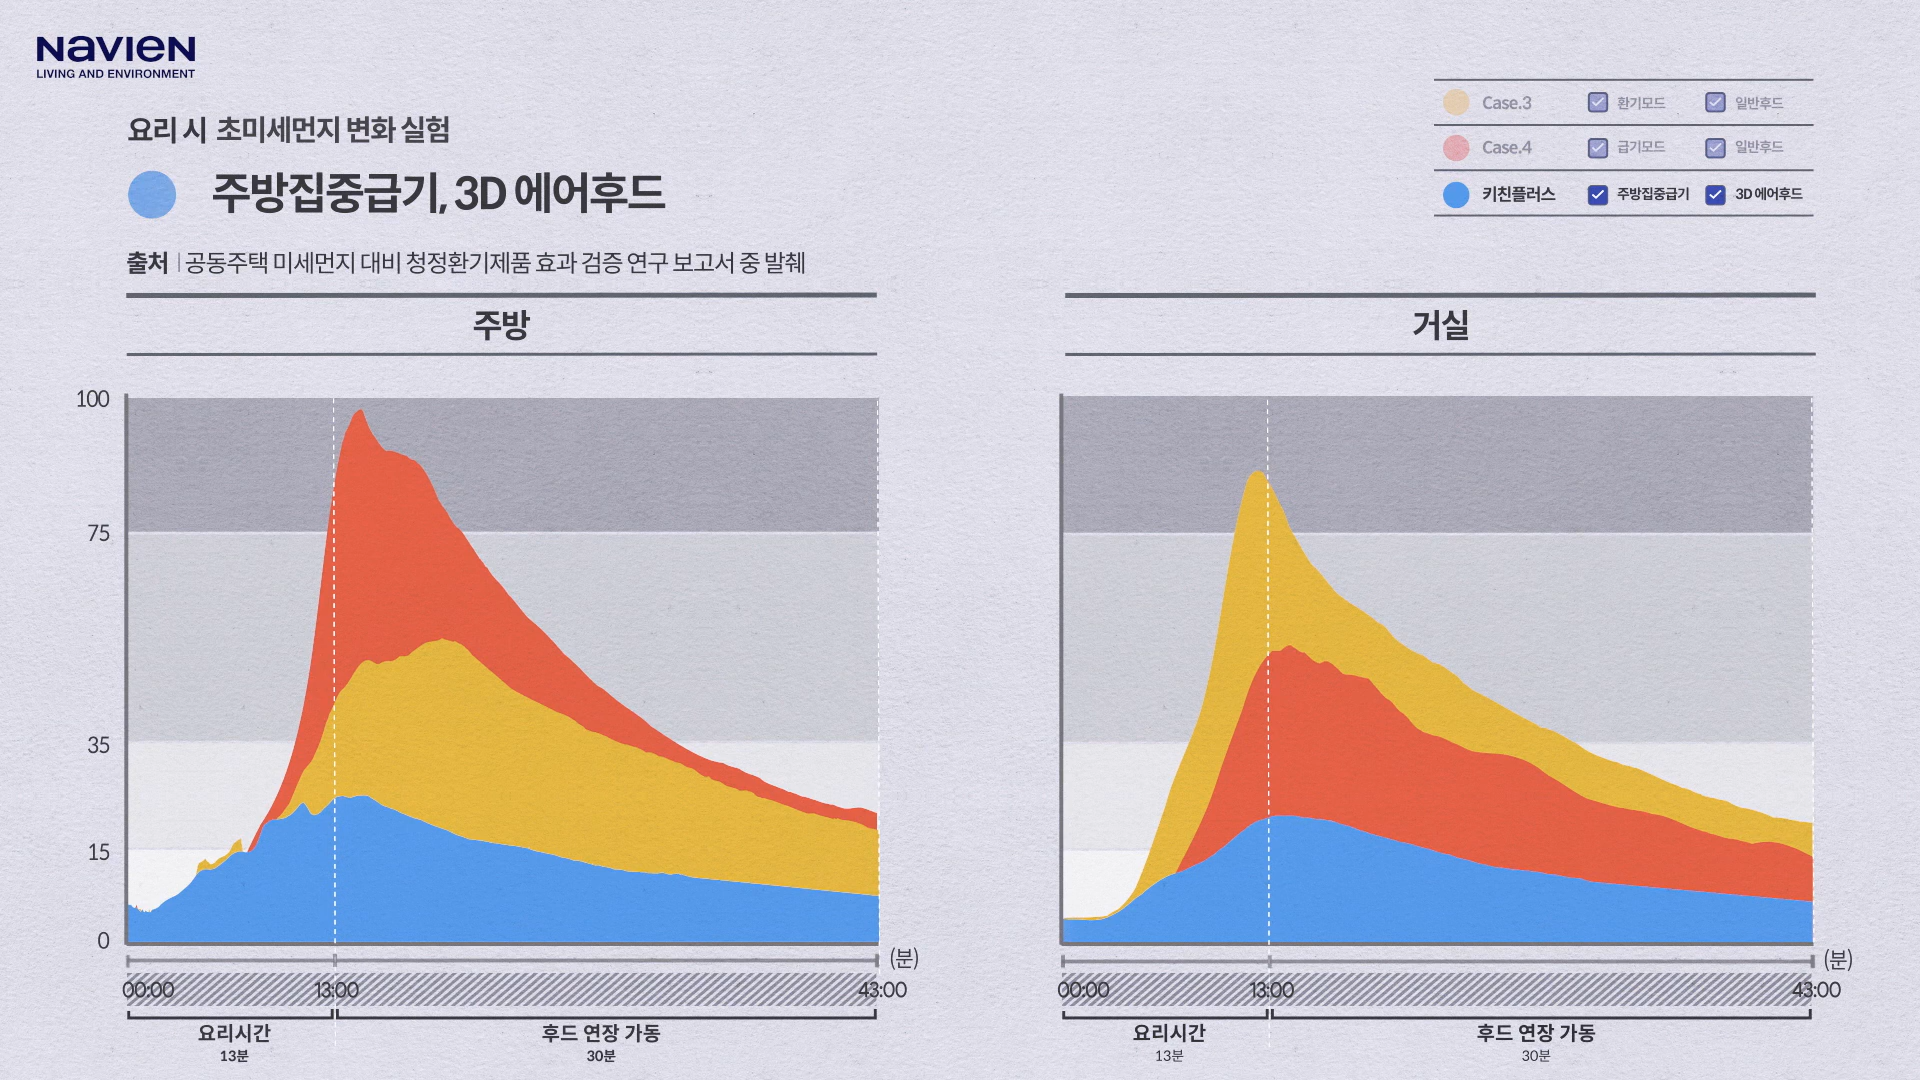 NAVIEN
LIVING AND ENVIRONMENT
요리 시 초미세먼지 변화 실험
주방집중급기, 3D 에어후드
출처 | 공동주택 미세먼지 대비 청정환기제품 효과 검증 연구 보고서 중 발췌
Case.3 환기모드 일반후드
Case.4 급기모드 일반후드
키친플러스 주방집중급기 3D 에어후드
주방
100
75
35
15
0
(분)
00:00 13:00 43:00
요리시간 후드 연장 가동
13분 30분
거실
(분)
00:00 13:00 43:00
요리시간 후드 연장 가동
13분 30분